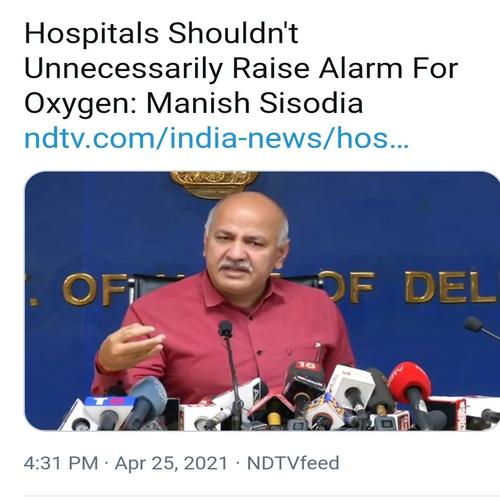 Hospitals Shouldn't
Unnecessarily Raise Alarm For
Oxygen: Manish Sisodia
ndtv.com/india-news/hos...
. OF OF DEL
18
4:31 PM · Apr 25, 2021 · NDTVfeed